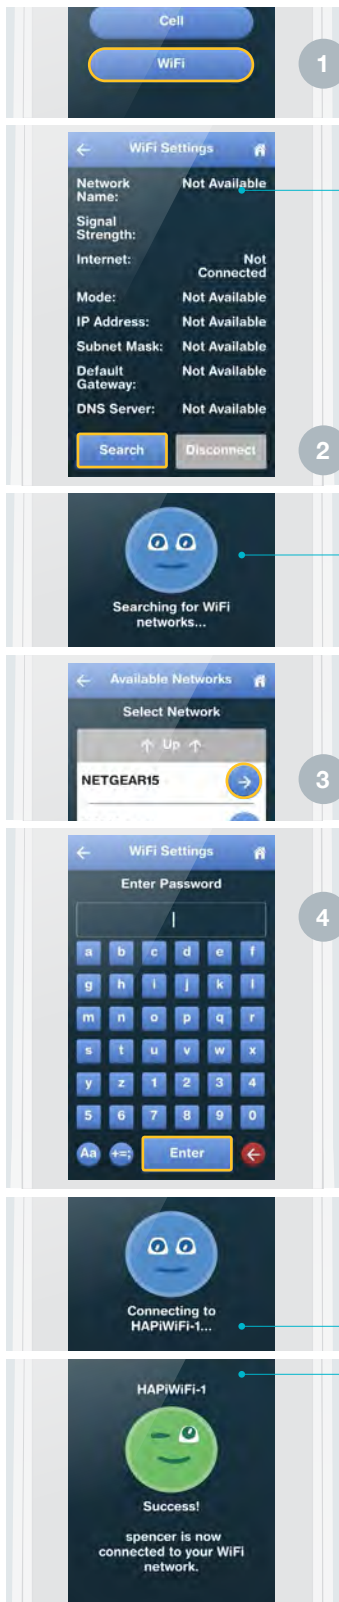 Cell
WiFi
1
WiFi Settings
Network Name: Not Available
Signal Strength:
Internet: Not Connected
Mode: Not Available
IP Address: Not Available
Subnet Mask: Not Available
Default Gateway: Not Available
DNS Server: Not Available
Search Disconnect
2
Searching for WiFi
networks...
Available Networks
Select Network
↑ Up ↑
NETGEAR15
3
WiFi Settings
Enter Password
4
a b c d e f
g h i j k l
m n o p q r
s t u v w x
y z 1 2 3 4
5 6 7 8 9 0
Aa +=; Enter
Connecting to
HAPiWiFi-1...
HAPiWiFi-1
Success!
spencer is now
connected to your WiFi
network.